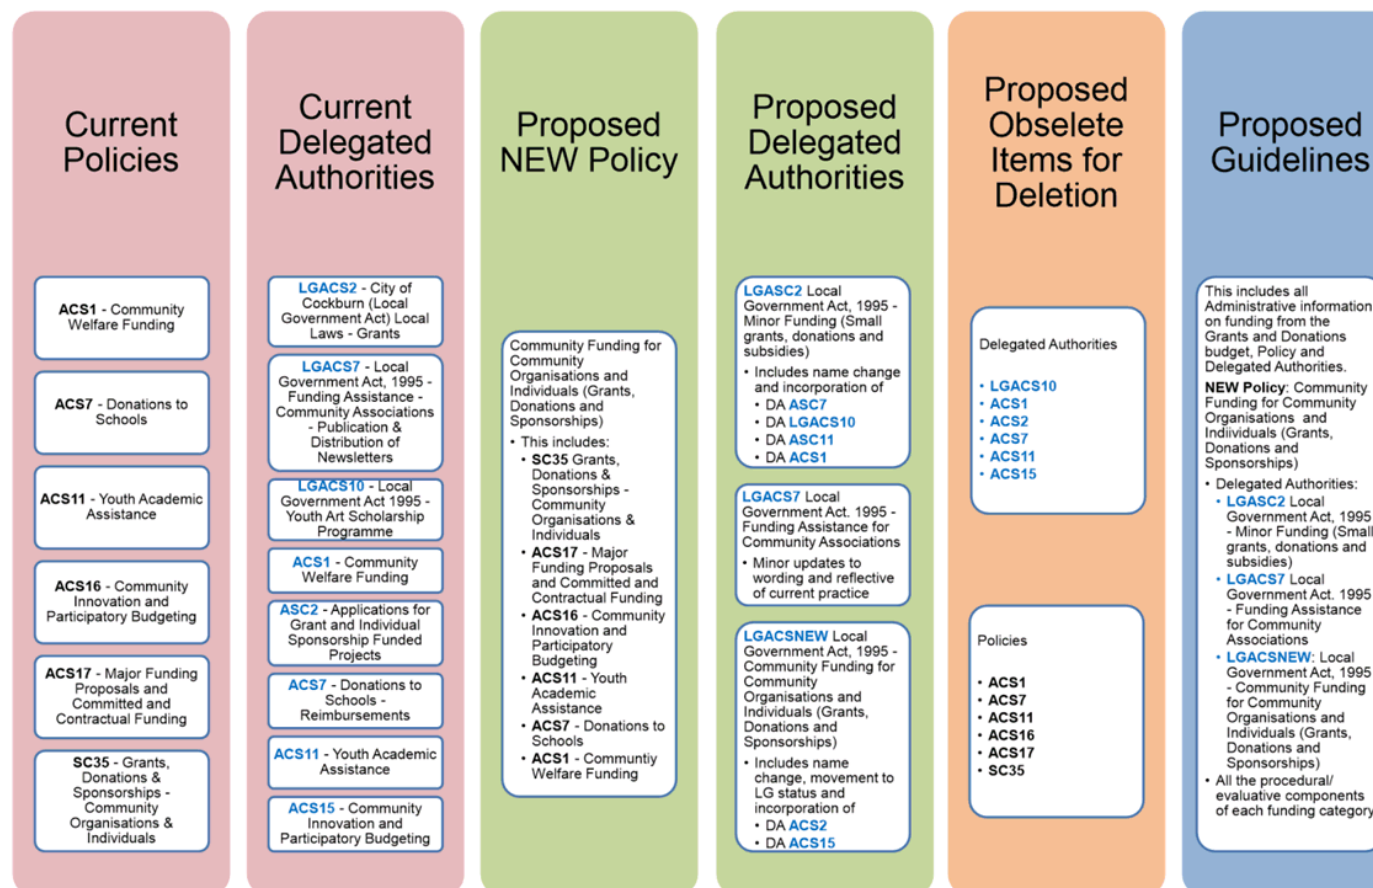 Current
Policies
ACS1 - Community
Welfare Funding
ACS7 - Donations to
Schools
ACS11 - Youth Academic
Assistance
ACS16 - Community
Innovation and
Participatory Budgeting
ACS17 - Major Funding
Proposals and
Committed and
Contractual Funding
SC35 - Grants,
Donations &
Sponsorships -
Community
Organisations &
Individuals
Current
Delegated
Authorities
LGACS2 - City of
Cockburn (Local
Government Act) Local
Laws - Grants
LGACS7 - Local
Government Act, 1995 -
Funding Assistance -
Community Associations
- Publication &
Distribution of
Newsletters
LGACS10 - Local
Government Act 1995 -
Youth Art Scholarship
Programme
ACS1 - Community
Welfare Funding
ASC2 - Applications for
Grant and Individual
Sponsorship Funded
Projects
ACS7 - Donations to
Schools -
Reimbursements
ACS11 - Youth Academic
Assistance
ACS15 - Community
Innovation and
Participatory Budgeting
Proposed
NEW Policy
Community Funding for
Community
Organisations and
Individuals (Grants,
Donations and
Sponsorships)
• This includes:
• SC35 Grants,
Donations &
Sponsorships -
Community
Organisations &
Individuals
• ACS17 - Major
Funding Proposals
and Committed and
Contractual Funding
• ACS16 - Community
Innovation and
Participatory
Budgeting
• ACS11 - Youth
Academic
Assistance
• ACS7 - Donations to
Schools
• ACS1 - Communtiy
Welfare Funding
Proposed
Delegated
Authorities
LGASC2 Local
Government Act, 1995 -
Minor Funding (Small
grants, donations and
subsidies)
• Includes name change
and incorporation of
• DA ASC7
• DA LGACS10
• DA ASC11
• DA ACS1
LGACS7 Local
Government Act. 1995 -
Funding Assistance for
Community Associations
• Minor updates to
wording and reflective
of current practice
LGACSNEW Local
Government Act, 1995 -
Community Funding for
Community
Organisations and
Individuals (Grants,
Donations and
Sponsorships)
• Includes name
change, movement to
LG status and
incorporation of
• DA ACS2
• DA ACS15
Proposed
Obselete
Items for
Deletion
Delegated Authorities
• LGACS10
• ACS1
• ACS2
• ACS7
• ACS11
• ACS15
Policies
• ACS1
• ACS7
• ACS11
• ACS16
• ACS17
• SC35
Proposed
Guidelines
This includes all
Administrative information
on funding from the
Grants and Donations
budget, Policy and
Delegated Authorities.
NEW Policy: Community
Funding for Community
Organisations and
Indiividuals (Grants,
Donations and
Sponsorships)
• Delegated Authorities:
• LGASC2 Local
Government Act, 1995
- Minor Funding (Small
grants, donations and
subsidies)
• LGACS7 Local
Government Act. 1995
- Funding Assistance
for Community
Associations
• LGACSNEW: Local
Government Act, 1995
- Community Funding
for Community
Organisations and
Individuals (Grants,
Donations and
Sponsorships)
• All the procedural/
evaluative components
of each funding category